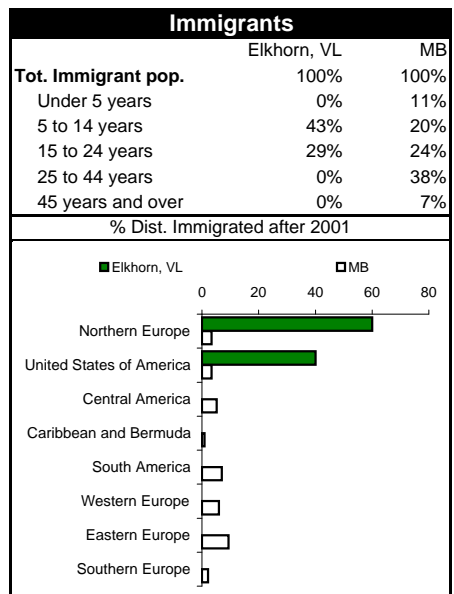 Immigrants
Elkhorn, VL MB
Tot. Immigrant pop. 100% 100%
Under 5 years 0% 11%
5 to 14 years 43% 20%
15 to 24 years 29% 24%
25 to 44 years 0% 38%
45 years and over 0% 7%
% Dist. Immigrated after 2001
Elkhorn, VL MB
0 20 40 60 80
Northern Europe
United States of America
Central America
Caribbean and Bermuda
South America
Western Europe
Eastern Europe
Southern Europe